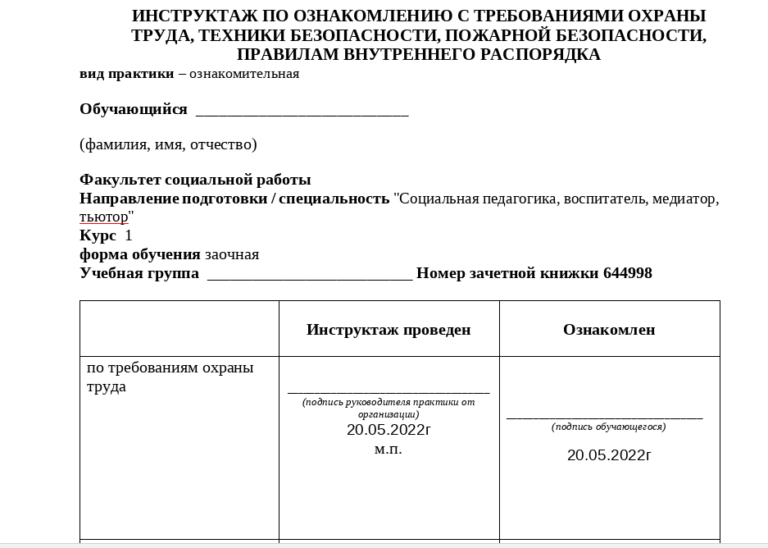 ИНСТРУКТАЖ ПО ОЗНАКОМЛЕНИЮ С ТРЕБОВАНИЯМИ ОХРАНЫ
ТРУДА, ТЕХНИКИ БЕЗОПАСНОСТИ, ПОЖАРНОЙ БЕЗОПАСНОСТИ,
ПРАВИЛАМ ВНУТРЕННЕГО РАСПОРЯДКА
вид практики – ознакомительная
Обучающийся ___________________________
(фамилия, имя, отчество)
Факультет социальной работы
Направление подготовки / специальность "Социальная педагогика, воспитатель, медиатор,
тьютор"
Курс 1
форма обучения заочная
Учебная группа __________________________ Номер зачетной книжки 644998
Инструктаж проведен
Ознакомлен
по требованиям охраны
труда
(подпись руководителя практики от
организации)
20.05.2022г
м.п.
(подпись обучающегося)
20.05.2022г